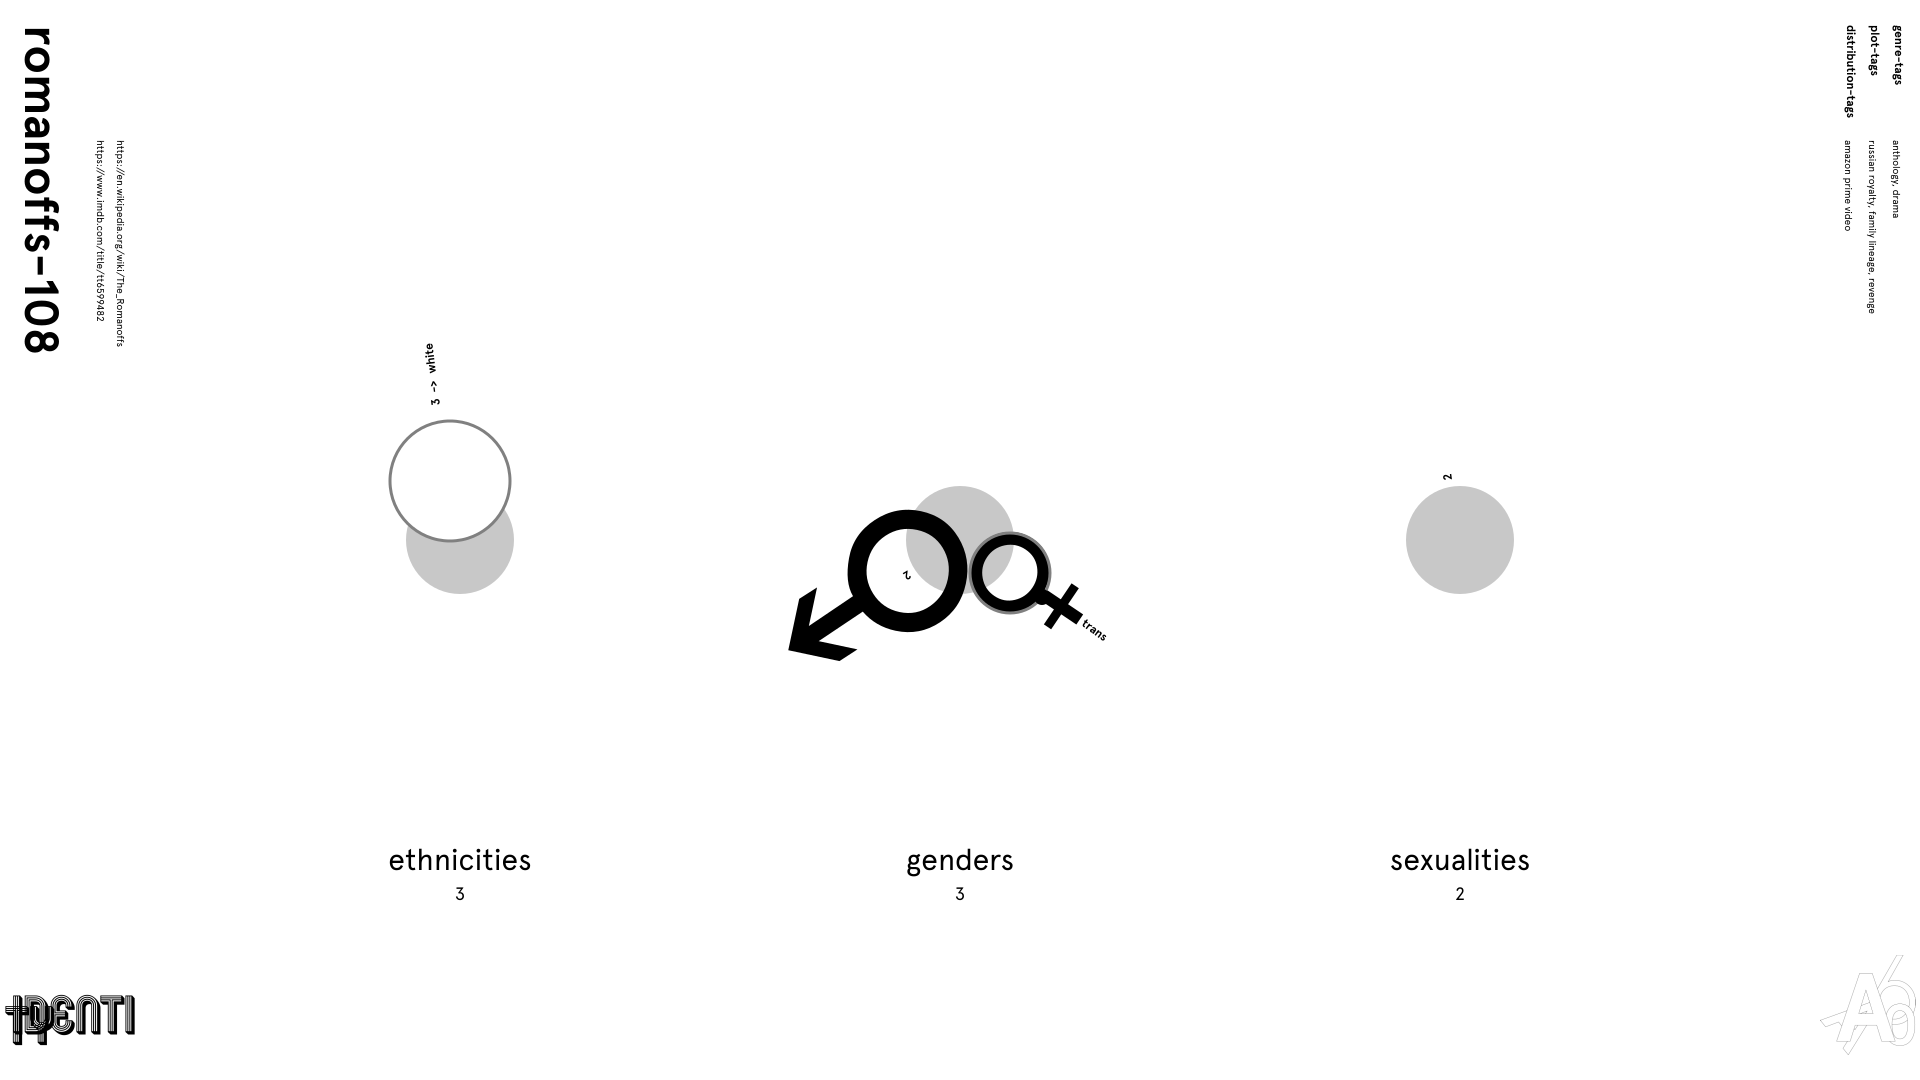 romanoffs-108
https://en.wikipedia.org/wiki/The_Romanoffs
https://www.imdb.com/title/tt6599482
genre-tags anthology, drama
plot-tags russian royalty, family lineage, revenge
distribution-tags amazon prime video
3 -> white
2
trans
2
ethnicities
3
genders
3
sexualities
2
IDENTI